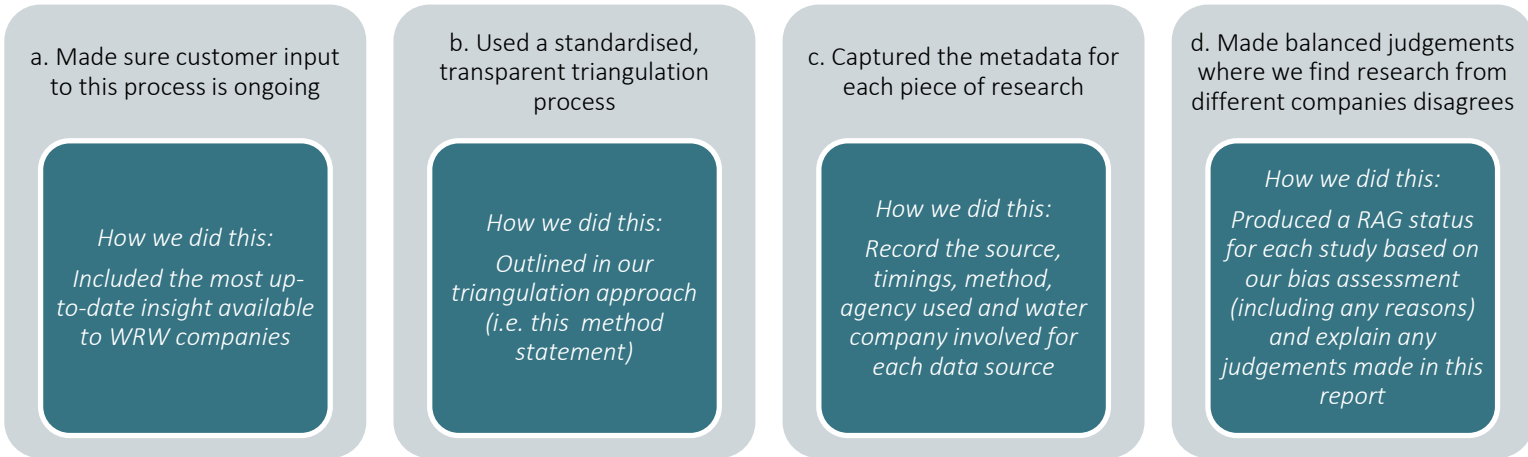 a. Made sure customer input
to this process is ongoing
How we did this:
Included the most up-
to-date insight available
to WRW companies
b. Used a standardised,
transparent triangulation
process
How we did this:
Outlined in our
triangulation approach
(i.e. this method
statement)
c. Captured the metadata for
each piece of research
How we did this:
Record the source,
timings, method,
agency used and water
company involved for
each data source
d. Made balanced judgements
where we find research from
different companies disagrees
How we did this:
Produced a RAG status
for each study based on
our bias assessment
(including any reasons)
and explain any
judgements made in this
report